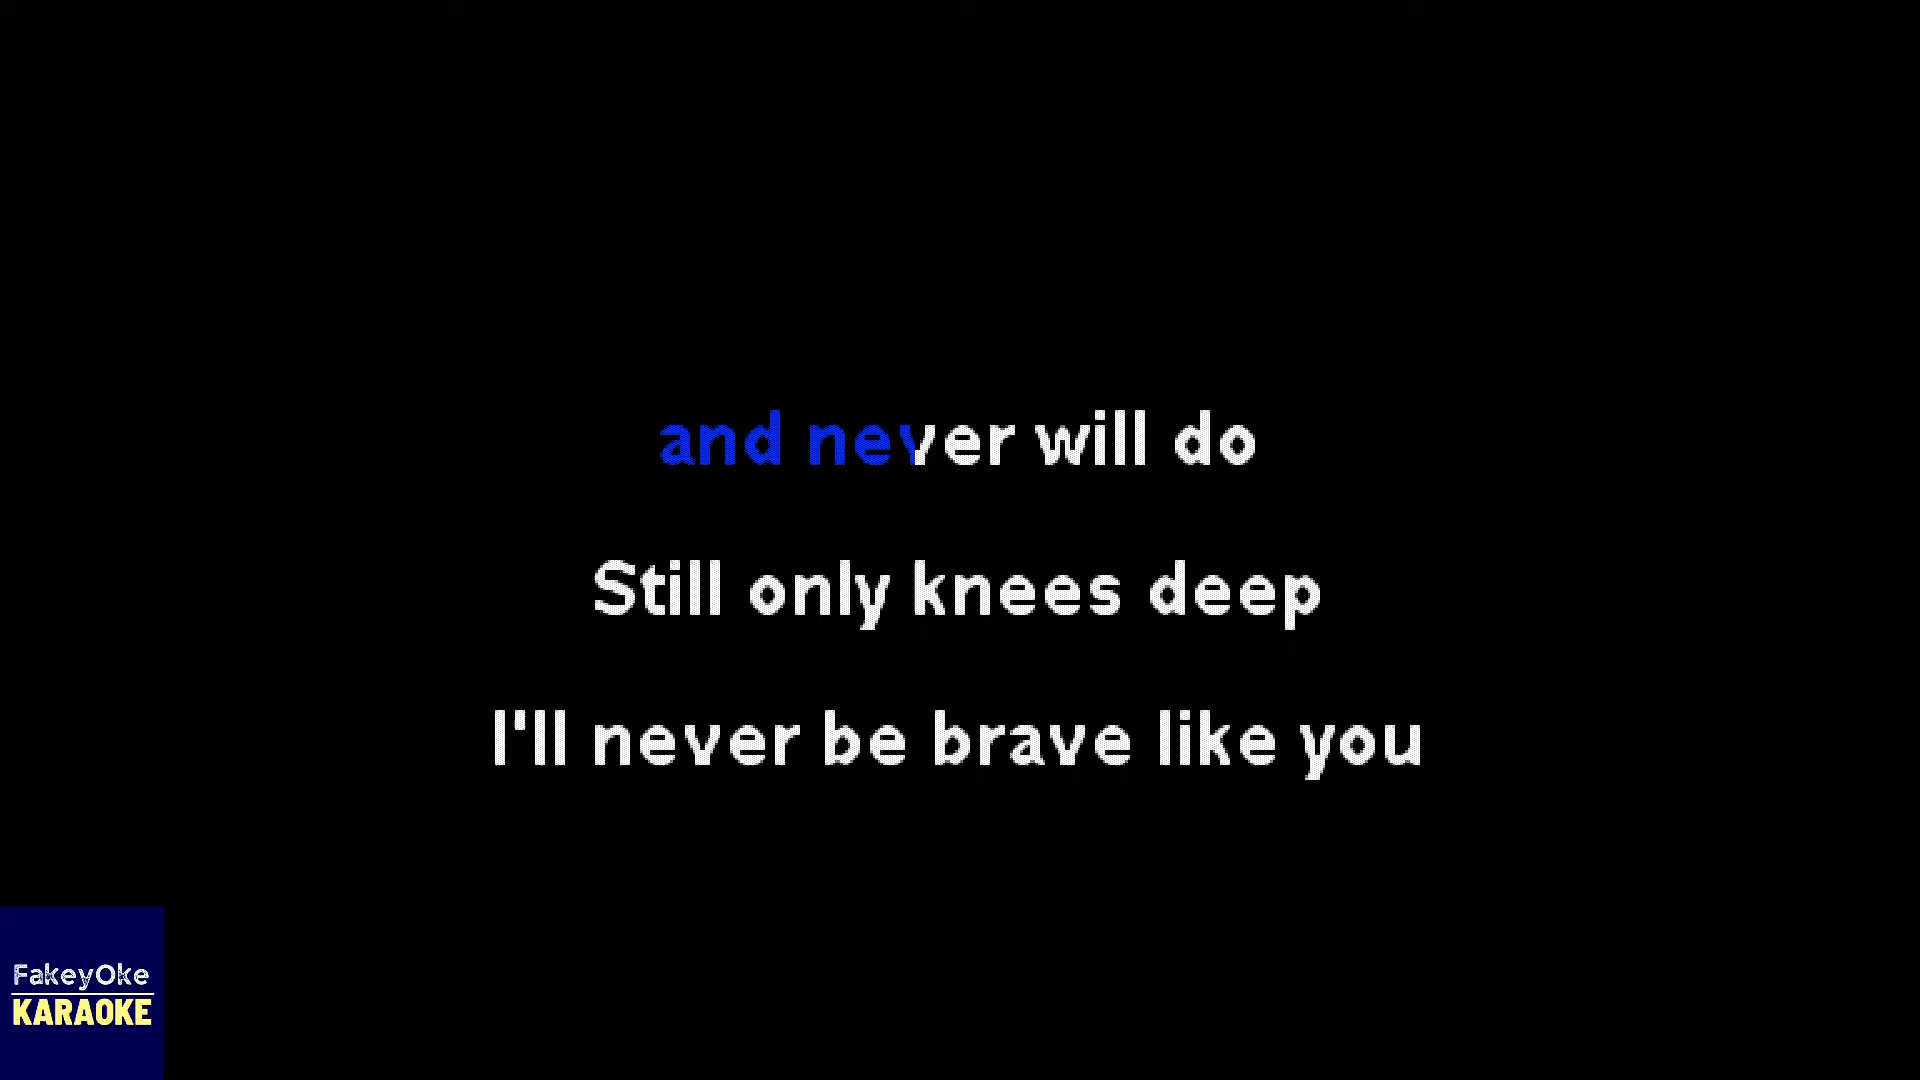 and never will do
Still only knees deep
I'll never be brave like you
FakeyOke
KARAOKE